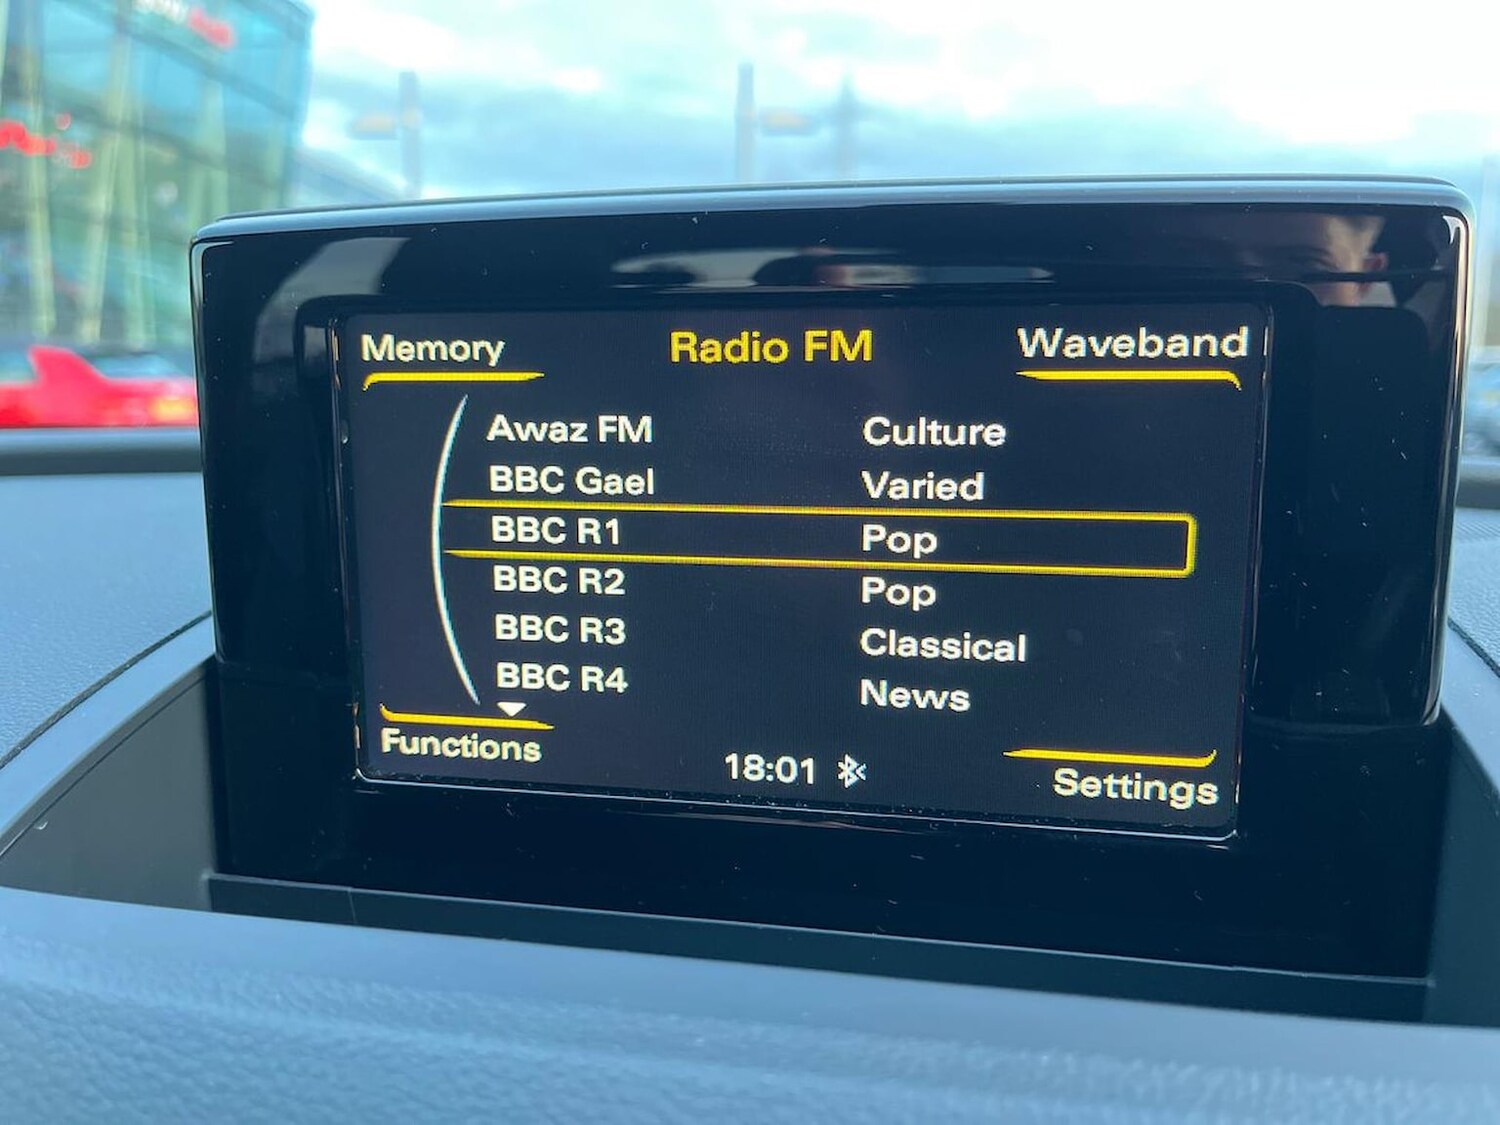 Memory Radio FM Waveband
Awaz FM Culture
BBC Gael Varied
BBC R1 Pop
BBC R2 Pop
BBC R3 Classical
BBC R4 News
Functions 18:01 Settings